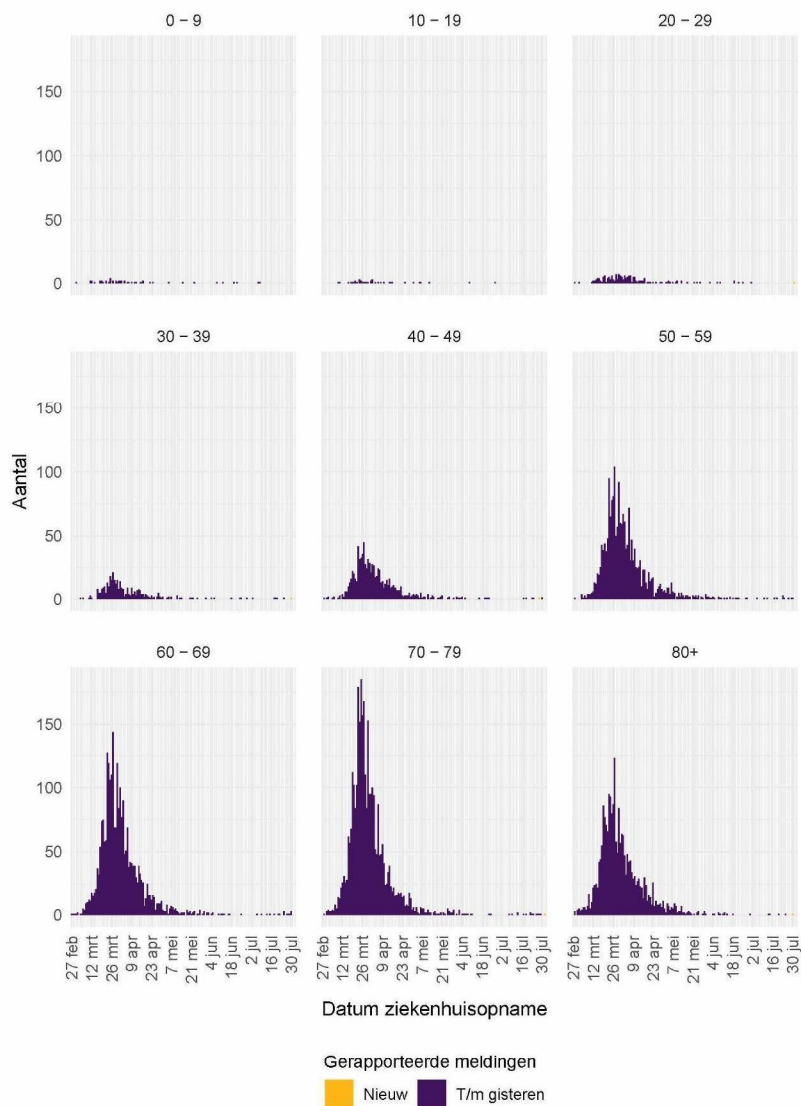 0 – 9
10 – 19
20 – 29
150
100
50
0
30 – 39
40 – 49
50 – 59
150
100
50
0
Aantal
60 – 69
70 – 79
80+
150
100
50
0
27 feb
12 mrt
26 mrt
9 apr
23 apr
7 mei
21 mei
4 jun
18 jun
2 jul
16 jul
30 jul
27 feb
12 mrt
26 mrt
9 apr
23 apr
7 mei
21 mei
4 jun
18 jun
2 jul
16 jul
30 jul
27 feb
12 mrt
26 mrt
9 apr
23 apr
7 mei
21 mei
4 jun
18 jun
2 jul
16 jul
30 jul
Datum ziekenhuisopname
Gerapporteerde meldingen
Nieuw
T/m gisteren